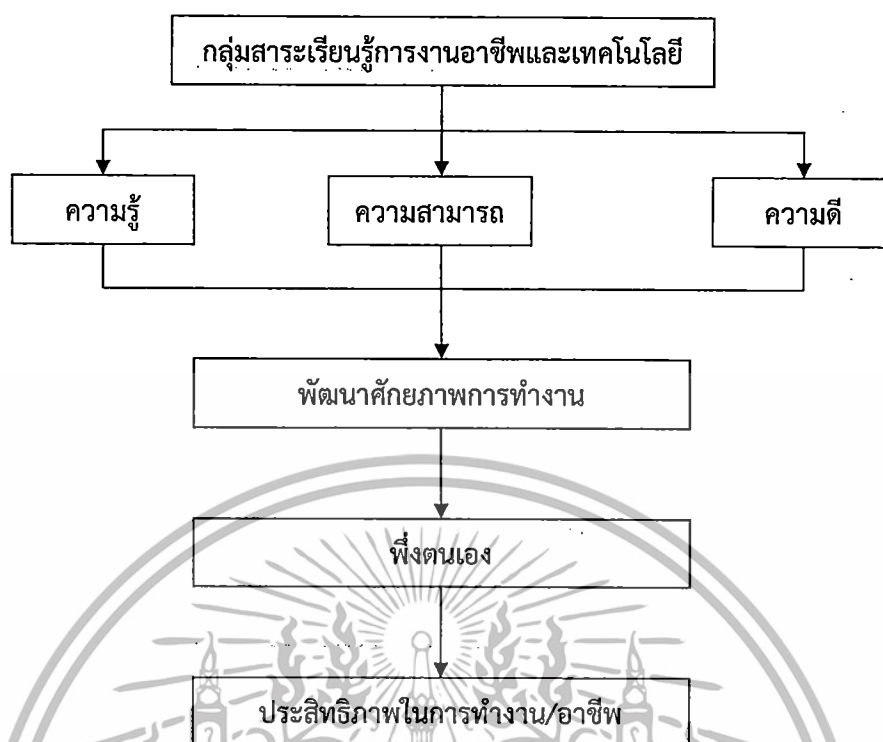 กลุ่มสาระเรียนรู้การงานอาชีพและเทคโนโลยี
ความรู้
ความสามารถ
ความดี
พัฒนาศักยภาพการทำงาน
พึ่งตนเอง
ประสิทธิภาพในการทำงาน/อาชีพ